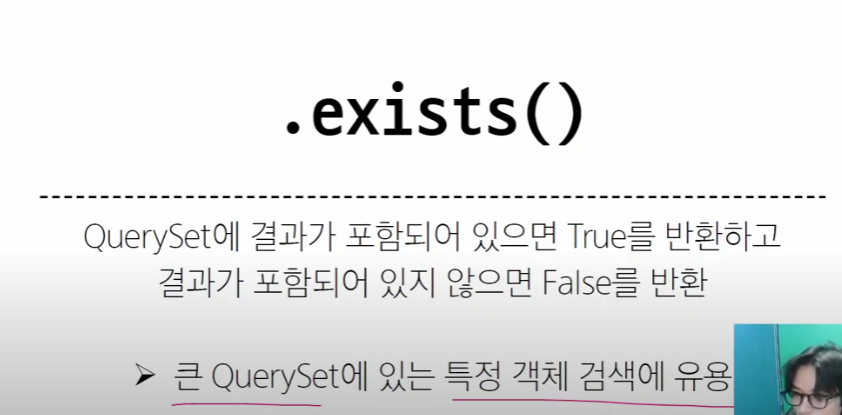 .exists()
QuerySet에 결과가 포함되어 있으면 True를 반환하고
결과가 포함되어 있지 않으면 False를 반환
➢ 큰 QuerySet에 있는 특정 객체 검색에 유용